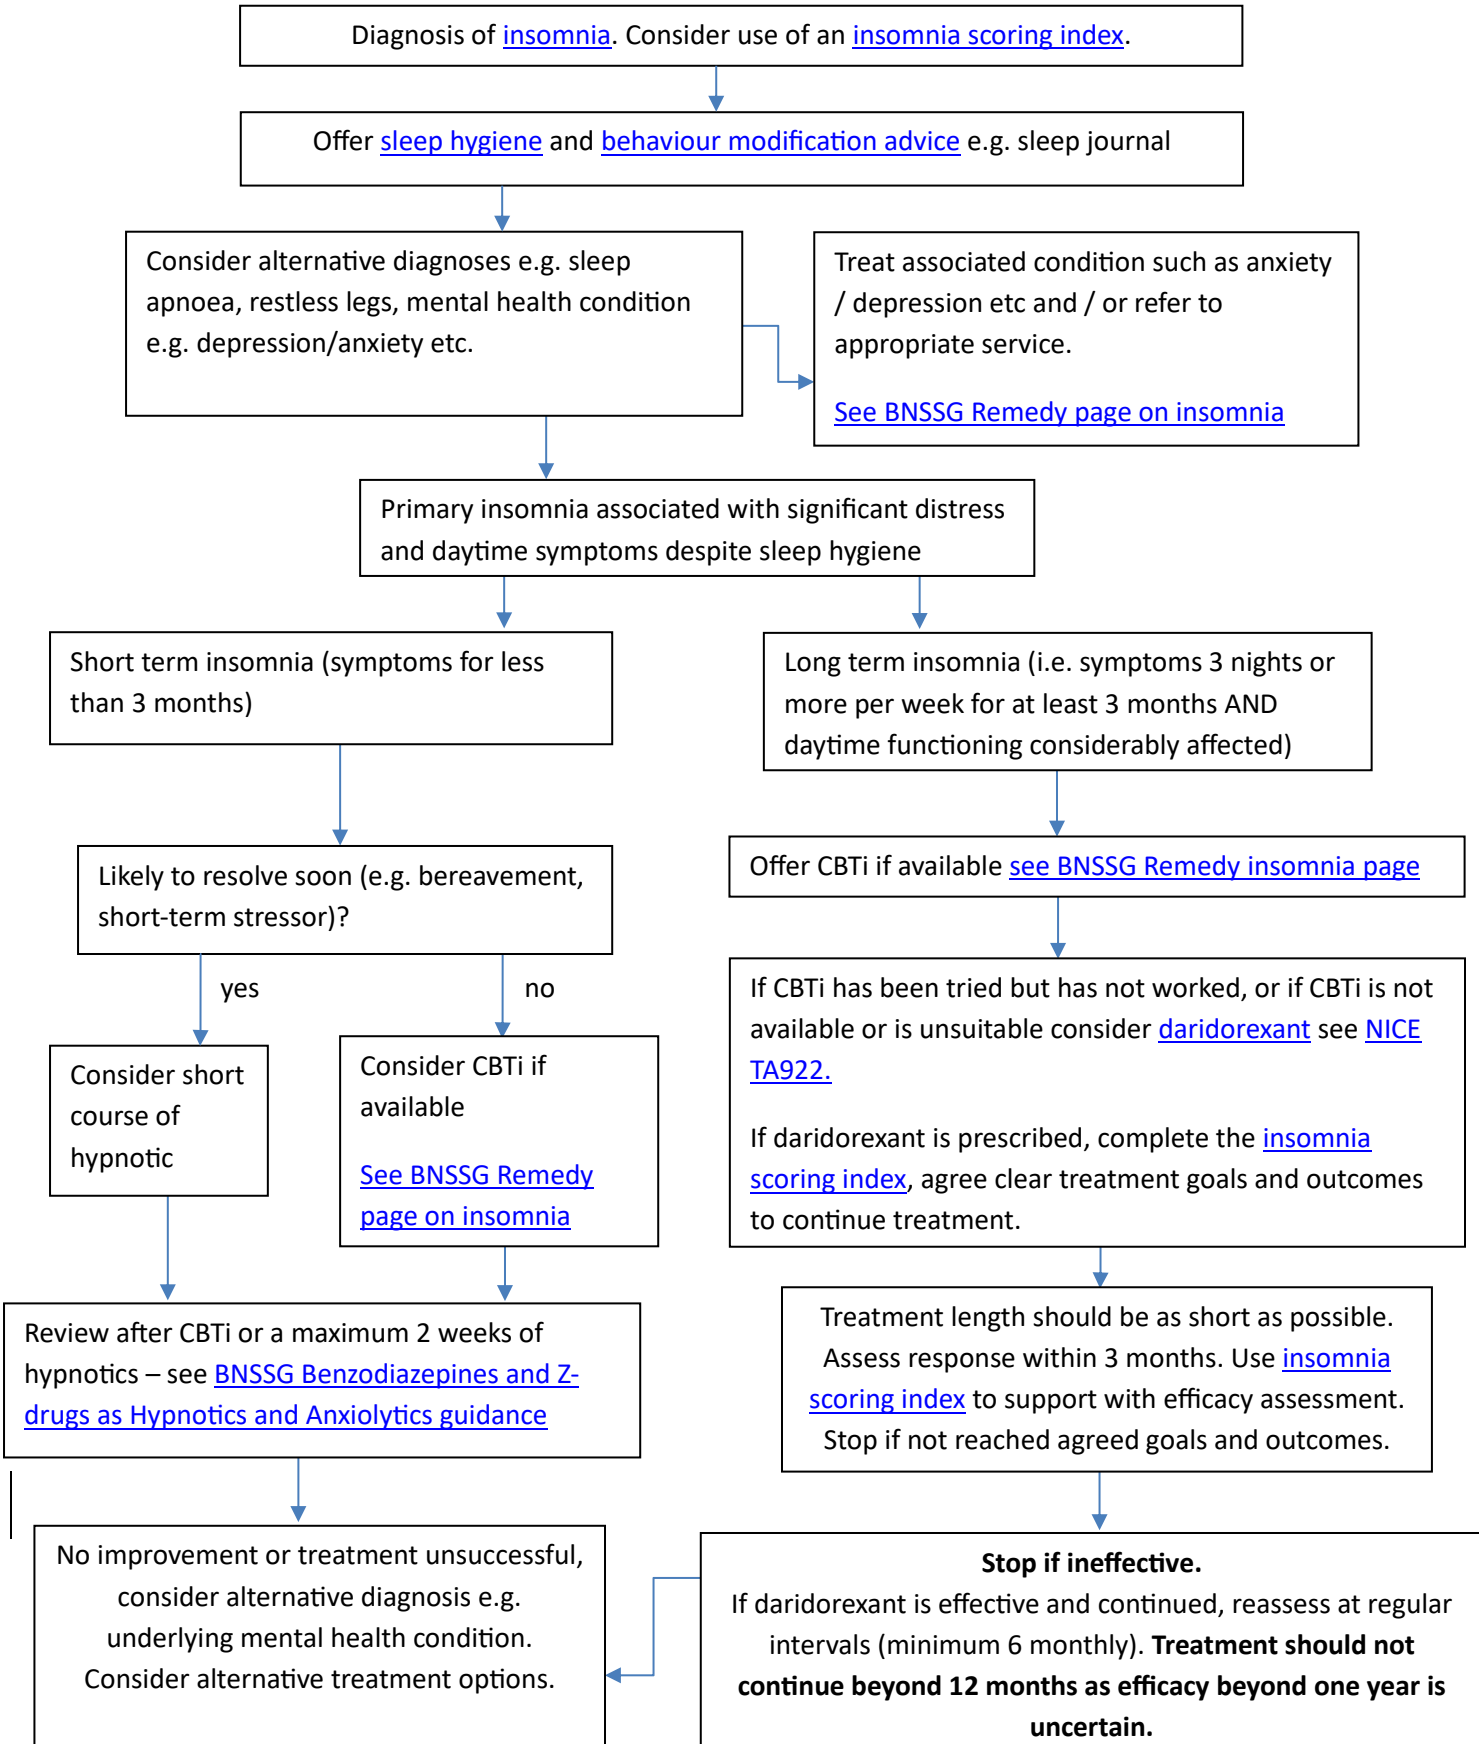 Diagnosis of insomnia. Consider use of an insomnia scoring index.
Offer sleep hygiene and behaviour modification advice e.g. sleep journal
Consider alternative diagnoses e.g. sleep
apnoea, restless legs, mental health condition
e.g. depression/anxiety etc.
Treat associated condition such as anxiety
/ depression etc and / or refer to
appropriate service.
See BNSSG Remedy page on insomnia
Primary insomnia associated with significant distress
and daytime symptoms despite sleep hygiene
Short term insomnia (symptoms for less
than 3 months)
Long term insomnia (i.e. symptoms 3 nights or
more per week for at least 3 months AND
daytime functioning considerably affected)
Likely to resolve soon (e.g. bereavement,
short-term stressor)?
Offer CBTi if available see BNSSG Remedy insomnia page
yes
no
Consider short
course of
hypnotic
Consider CBTi if
available
See BNSSG Remedy
page on insomnia
If CBTi has been tried but has not worked, or if CBTi is not
available or is unsuitable consider daridorexant see NICE
TA922.
If daridorexant is prescribed, complete the insomnia
scoring index, agree clear treatment goals and outcomes
to continue treatment.
Review after CBTi or a maximum 2 weeks of
hypnotics – see BNSSG Benzodiazepines and Z-
drugs as Hypnotics and Anxiolytics guidance
Treatment length should be as short as possible.
Assess response within 3 months. Use insomnia
scoring index to support with efficacy assessment.
Stop if not reached agreed goals and outcomes.
No improvement or treatment unsuccessful,
consider alternative diagnosis e.g.
underlying mental health condition.
Consider alternative treatment options.
Stop if ineffective.
If daridorexant is effective and continued, reassess at regular
intervals (minimum 6 monthly). Treatment should not
continue beyond 12 months as efficacy beyond one year is
uncertain.